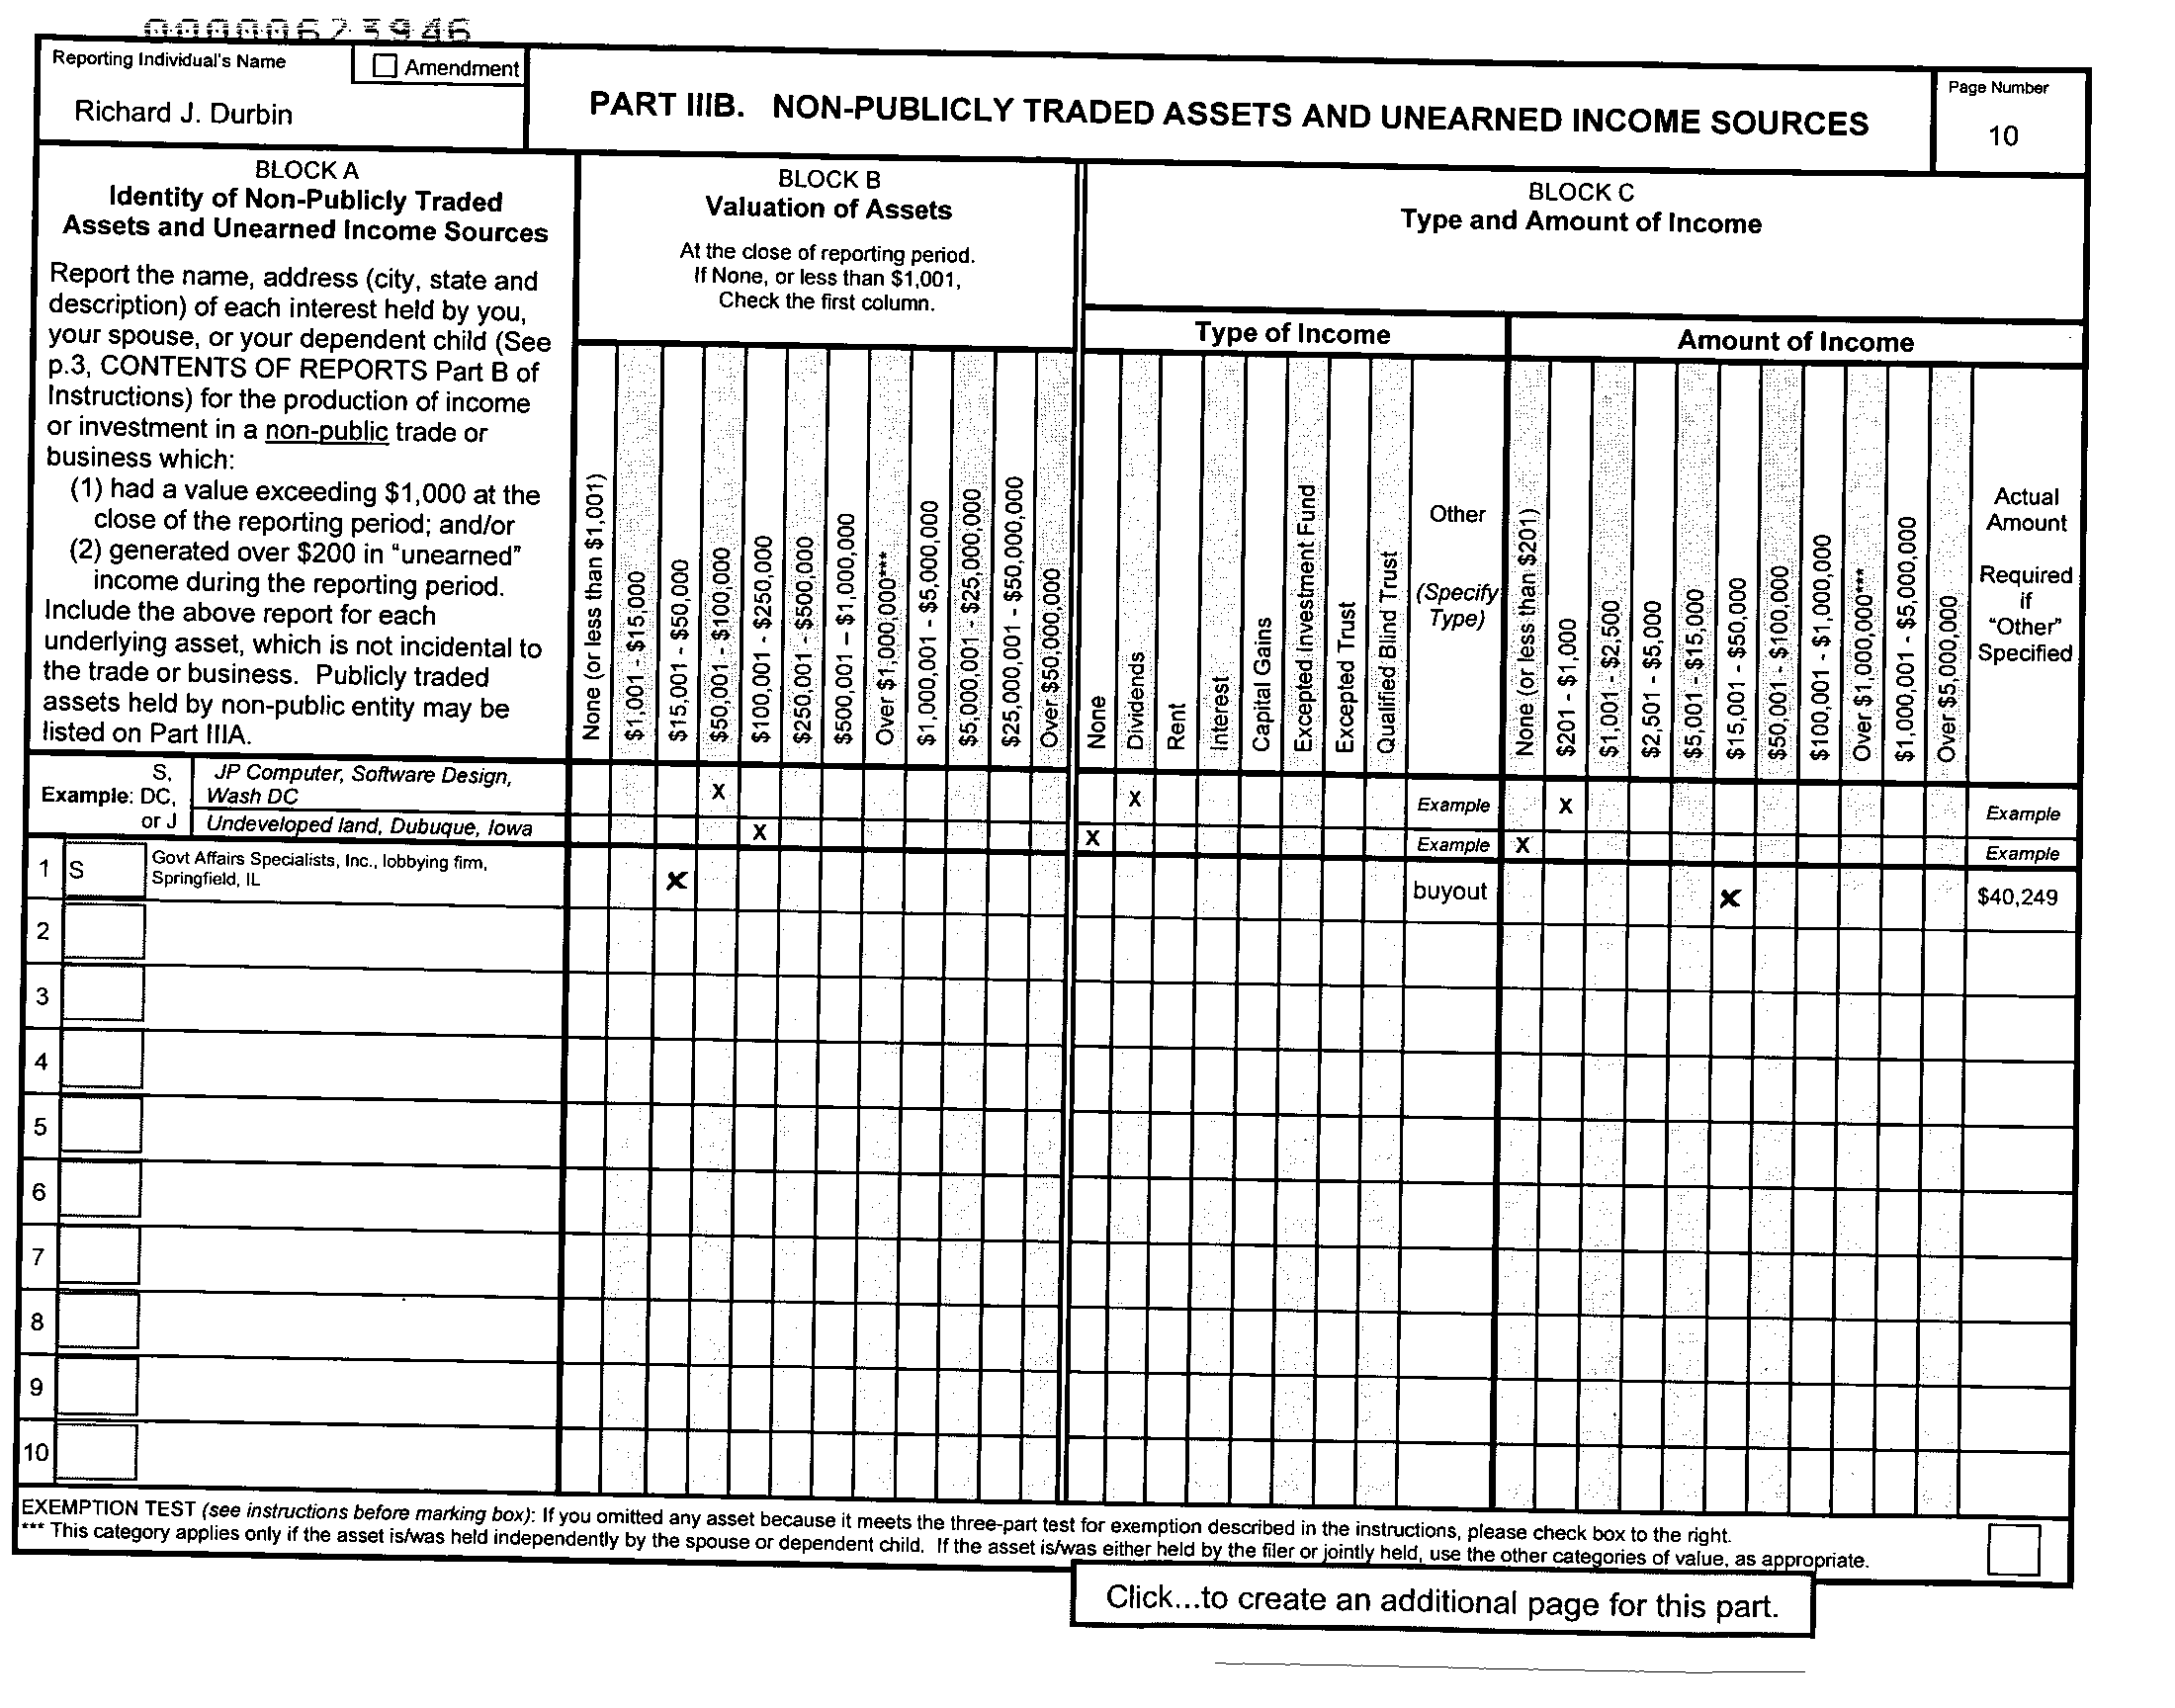 000000623946
Reporting Individual's Name
Amendment
Richard J. Durbin
PART IIIB. NON-PUBLICLY TRADED ASSETS AND UNEARNED INCOME SOURCES
Page Number
10
BLOCK A
Identity of Non-Publicly Traded
Assets and Unearned Income Sources
Report the name, address (city, state and
description) of each interest held by you,
your spouse, or your dependent child (See
p.3, CONTENTS OF REPORTS Part B of
Instructions) for the production of income
or investment in a non-public trade or
business which:
(1) had a value exceeding $1,000 at the
close of the reporting period; and/or
(2) generated over $200 in "unearned"
income during the reporting period.
Include the above report for each
underlying asset, which is not incidental to
the trade or business. Publicly traded
assets held by non-public entity may be
listed on Part IIIA.
BLOCK B
Valuation of Assets
At the close of reporting period.
If None, or less than $1,001,
Check the first column.
None (or less than $1,001)
$1,001 - $15,000
$15,001 - $50,000
$50,001 - $100,000
$100,001 - $250,000
$250,001 - $500,000
$500,001 – $1,000,000
Over $1,000,000***
$1,000,001 - $5,000,000
$5,000,001 - $25,000,000
$25,000,001 - $50,000,000
Over $50,000,000
BLOCK C
Type and Amount of Income
Type of Income
None
Dividends
Rent
Interest
Capital Gains
Excepted Investment Fund
Excepted Trust
Qualified Blind Trust
Other
(Specify
Type)
Amount of Income
None (or less than $201)
$201 - $1,000
$1,001 - $2,500
$2,501 - $5,000
$5,001 - $15,000
$15,001 - $50,000
$50,001 - $100,000
$100,001 - $1,000,000
Over $1,000,000***
$1,000,001 - $5,000,000
Over $5,000,000
Actual
Amount
Required
if
"Other"
Specified
Example: S, DC, or J
JP Computer, Software Design,
Wash DC
X X Example X Example
Undeveloped land, Dubuque, Iowa
X X Example X Example
1 S Govt Affairs Specialists, Inc., lobbying firm,
Springfield, IL
X buyout X $40,249
2
3
4
5
6
7
8
9
10
EXEMPTION TEST (see instructions before marking box): If you omitted any asset because it meets the three-part test for exemption described in the instructions, please check box to the right.
*** This category applies only if the asset is/was held independently by the spouse or dependent child. If the asset is/was either held by the filer or jointly held, use the other categories of value, as appropriate.
Click...to create an additional page for this part.